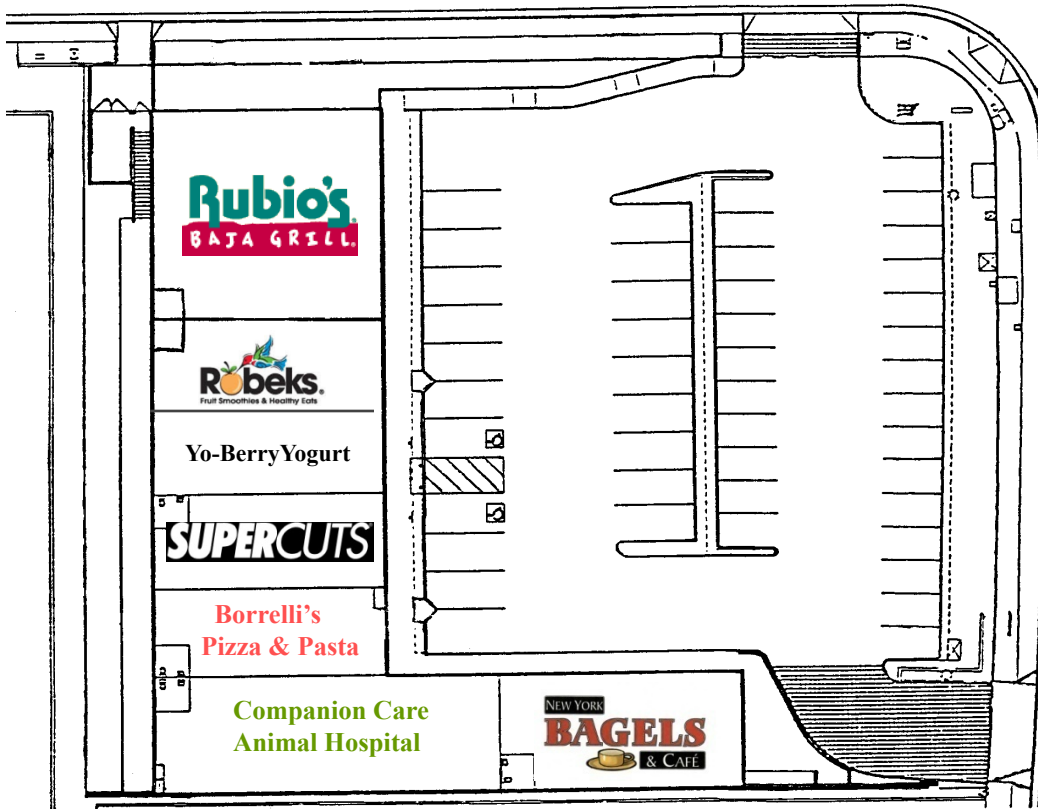 Rubio's
BAJA GRILL
Robeks
Fruit Smoothies & Healthy Eats
Yo-BerryYogurt
SUPERCUTS
Borrelli's
Pizza & Pasta
Companion Care
Animal Hospital
NEW YORK
BAGELS
& CAFÉ